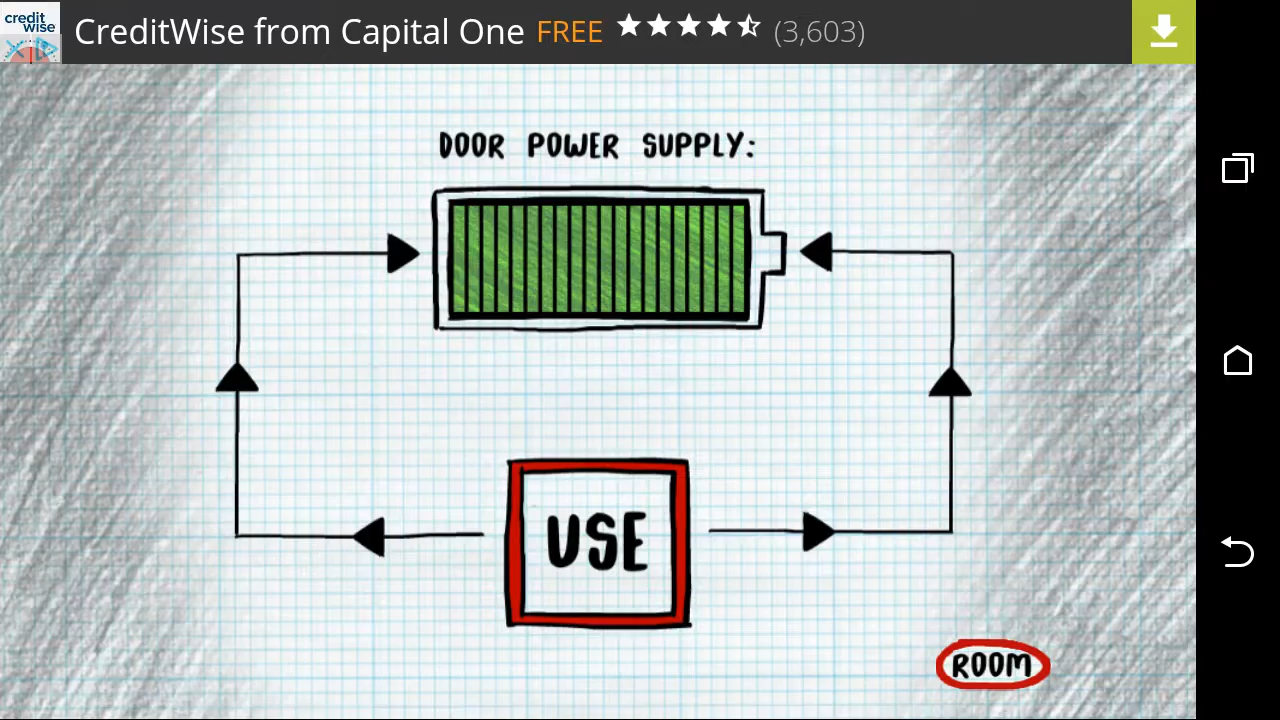 credit
wise
CreditWise from Capital One FREE (3,603)
DOOR POWER SUPPLY:
USE
ROOM